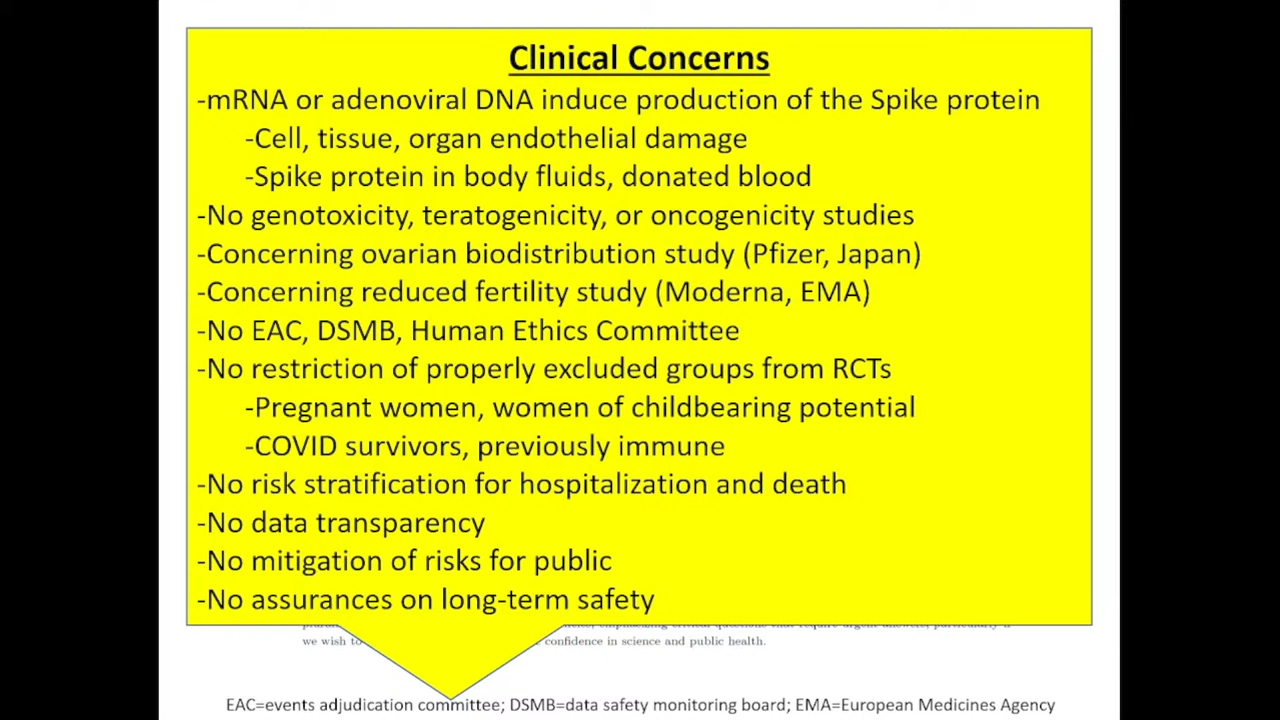 Clinical Concerns
-mRNA or adenoviral DNA induce production of the Spike protein
-Cell, tissue, organ endothelial damage
-Spike protein in body fluids, donated blood
-No genotoxicity, teratogenicity, or oncogenicity studies
-Concerning ovarian biodistribution study (Pfizer, Japan)
-Concerning reduced fertility study (Moderna, EMA)
-No EAC, DSMB, Human Ethics Committee
-No restriction of properly excluded groups from RCTs
-Pregnant women, women of childbearing potential
-COVID survivors, previously immune
-No risk stratification for hospitalization and death
-No data transparency
-No mitigation of risks for public
-No assurances on long-term safety
we wish to confidence in science and public health.
EAC=events adjudication committee; DSMB=data safety monitoring board; EMA=European Medicines Agency